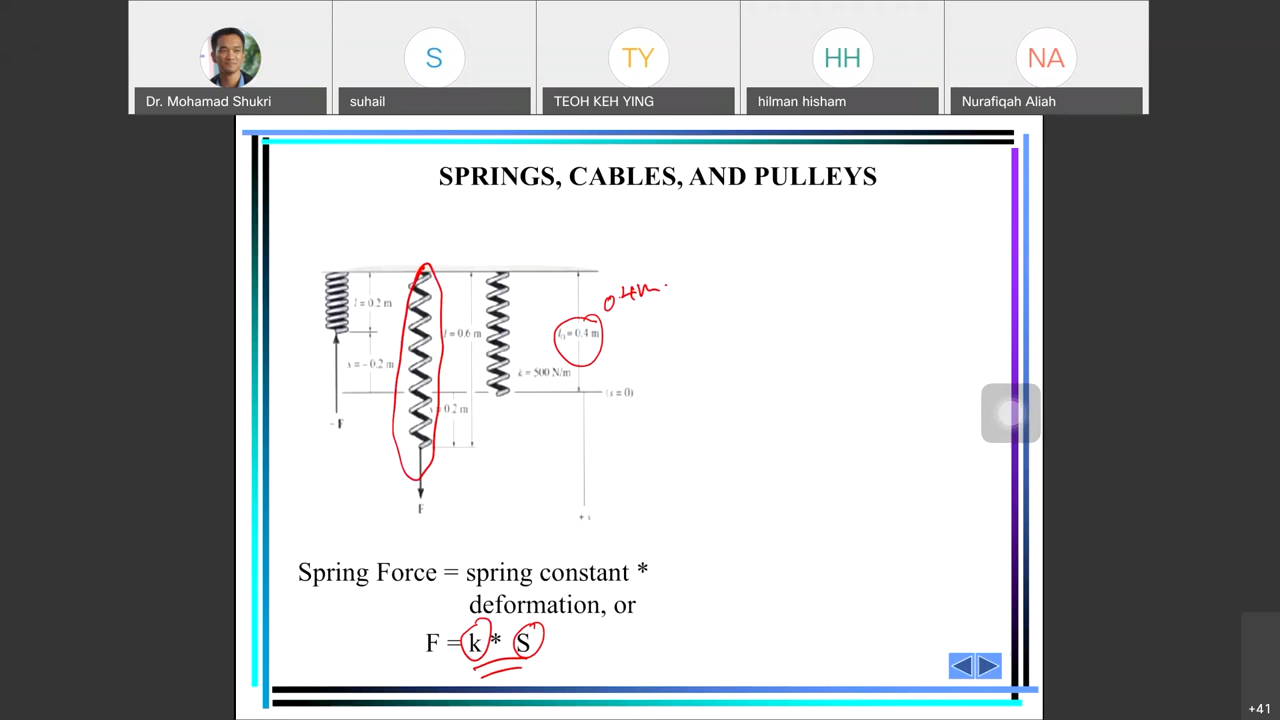 S
TY
HH
NA
Dr. Mohamad Shukri
suhail
TEOH KEH YING
hilman hisham
Nurafiqah Aliah
SPRINGS, CABLES, AND PULLEYS
l = 0.2 m
l = 0.6 m
l₀ = 0.4 m
0.4m.
s = – 0.2 m
k = 500 N/m
(s = 0)
0.2 m
– F
F
Spring Force = spring constant *
deformation, or
F = k * S
+41